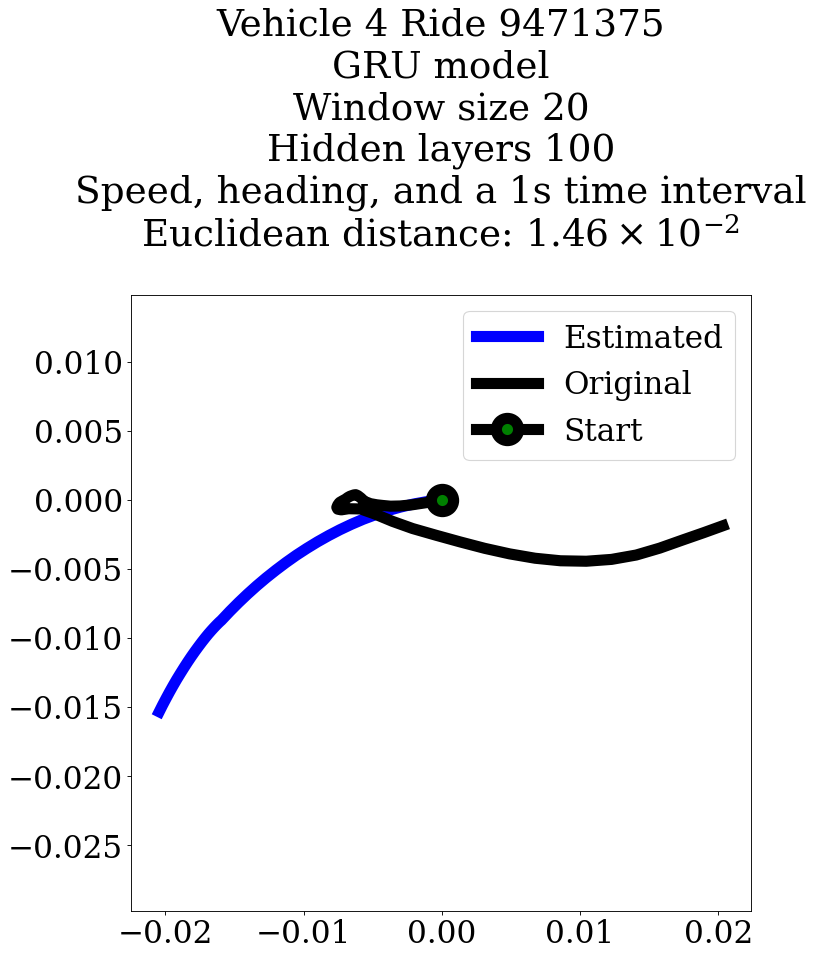 Vehicle 4 Ride 9471375
GRU model
Window size 20
Hidden layers 100
Speed, heading, and a 1s time interval
Euclidean distance: 1.46 × 10⁻²
Estimated
Original
Start
0.010
0.005
0.000
−0.005
−0.010
−0.015
−0.020
−0.025
−0.02 −0.01 0.00 0.01 0.02